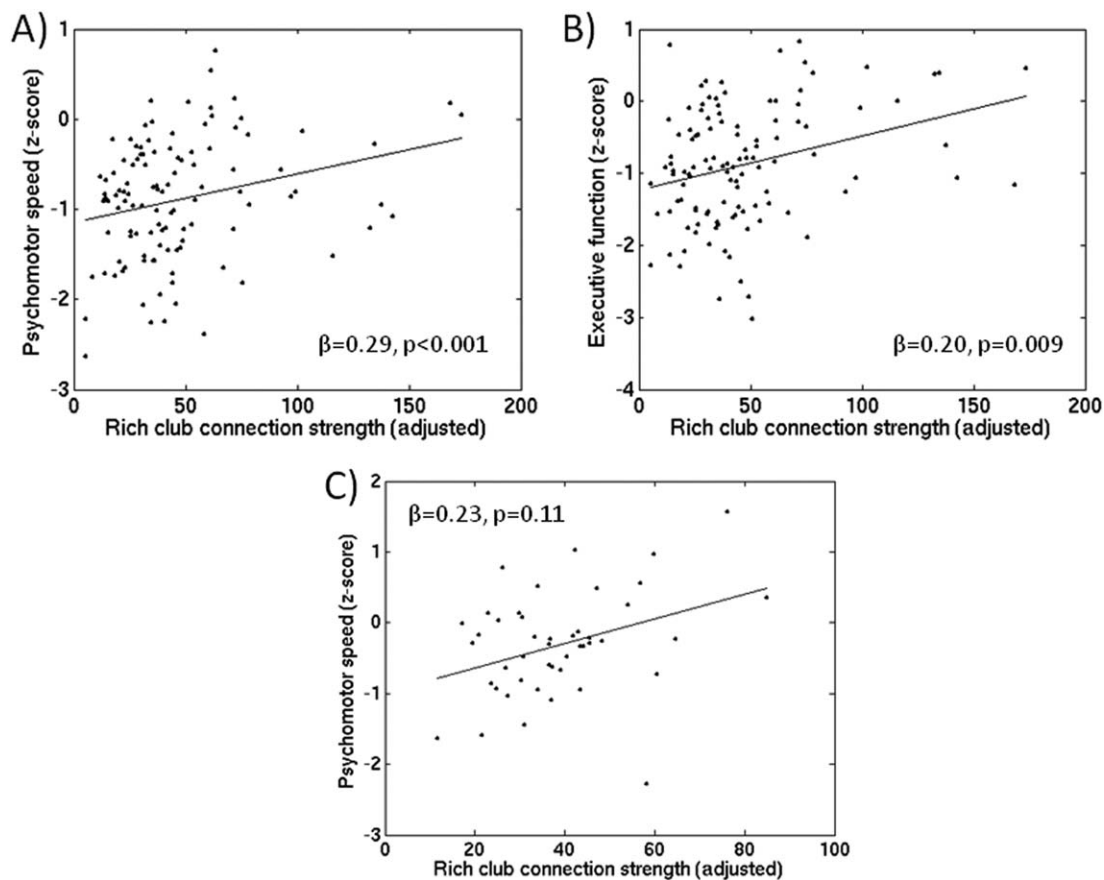 A)
Psychomotor speed (z-score)
1
0
-1
-2
-3
β=0.29, p<0.001
0 50 100 150 200
Rich club connection strength (adjusted)
B)
Executive function (z-score)
1
0
-1
-2
-3
-4
β=0.20, p=0.009
0 50 100 150 200
Rich club connection strength (adjusted)
C)
Psychomotor speed (z-score)
2
1
0
-1
-2
-3
β=0.23, p=0.11
0 20 40 60 80 100
Rich club connection strength (adjusted)